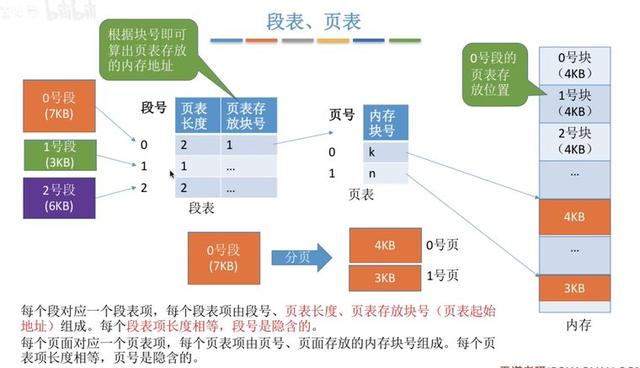 段表、页表
根据块号即可
算出页表存放
的内存地址
0号段的
页表存
放位置
0号段
(7KB)
1号段
(3KB)
2号段
(6KB)
段号
页表
长度
页表存
放块号
0
2
1
1
1
...
2
2
...
段表
页号
内存
块号
0
k
1
n
页表
0号块
(4KB)
1号块
(4KB)
2号块
(4KB)
...
4KB
...
3KB
内存
0号段
(7KB)
分页
4KB
0号页
3KB
1号页
每个段对应一个段表项，每个段表项由段号、页表长度、页表存放块号（页表起始
地址）组成。每个段表项长度相等，段号是隐含的。
每个页面对应一个页表项，每个页表项由页号、页面存放的内存块号组成。每个页
表项长度相等，页号是隐含的。